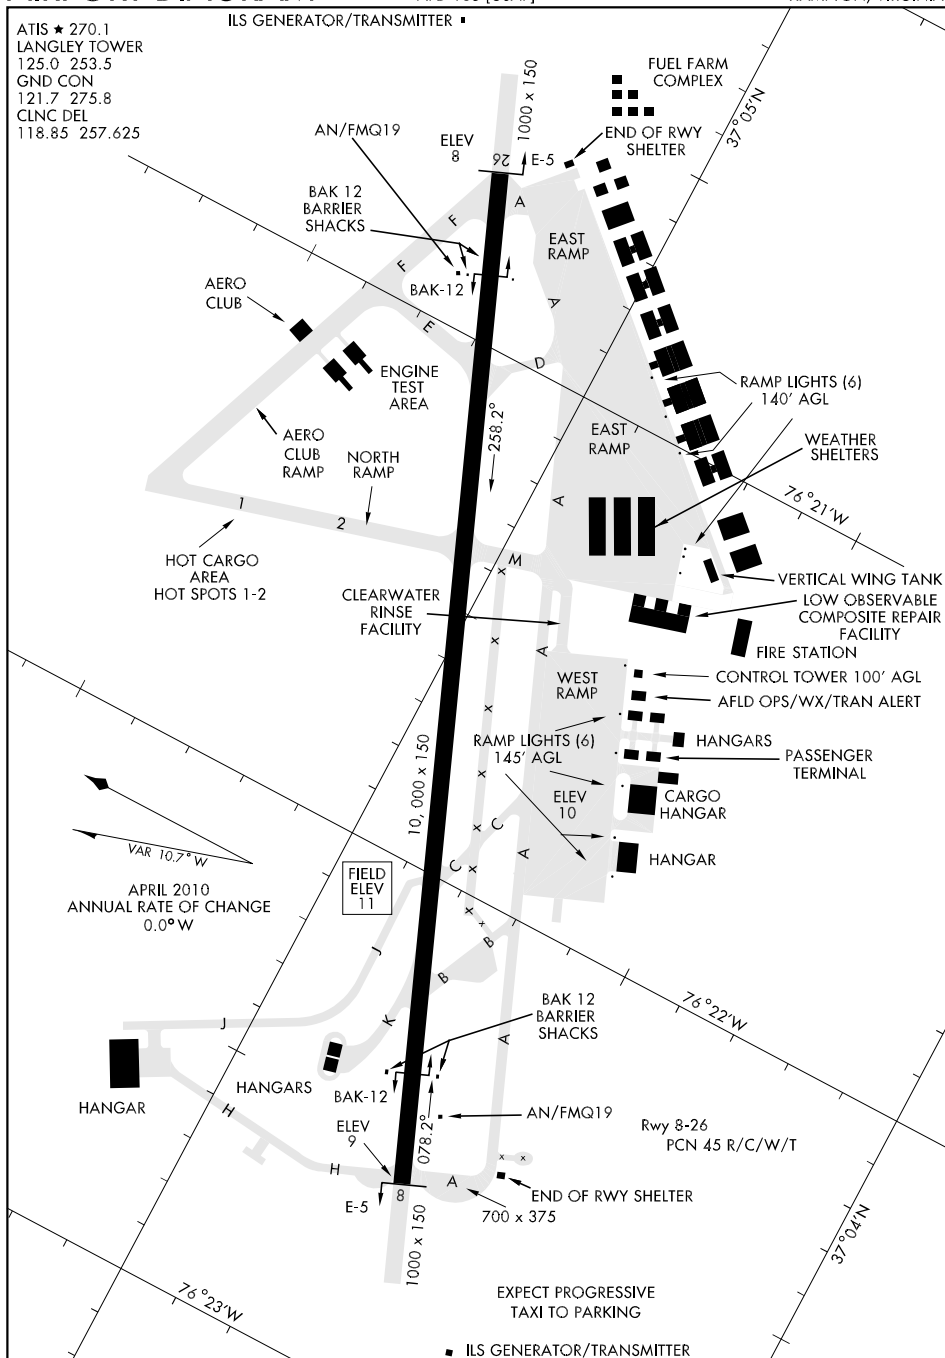 ILS GENERATOR/TRANSMITTER
ATIS ★ 270.1
LANGLEY TOWER
125.0 253.5
GND CON
121.7 275.8
CLNC DEL
118.85 257.625
FUEL FARM
COMPLEX
37°05'N
1000 x 150
AN/FMQ19
ELEV
8
26
E-5
END OF RWY
SHELTER
BAK 12
BARRIER
SHACKS
A
F
F
EAST
RAMP
BAK-12
AERO
CLUB
A
E
D
ENGINE
TEST
AREA
RAMP LIGHTS (6)
140' AGL
258.2°
AERO
CLUB
RAMP
NORTH
RAMP
EAST
RAMP
WEATHER
SHELTERS
76°21'W
A
1
2
HOT CARGO
AREA
HOT SPOTS 1-2
M
x
VERTICAL WING TANK
CLEARWATER
RINSE
FACILITY
LOW OBSERVABLE
COMPOSITE REPAIR
FACILITY
x
A
FIRE STATION
WEST
RAMP
CONTROL TOWER 100' AGL
AFLD OPS/WX/TRAN ALERT
x
RAMP LIGHTS (6)
145' AGL
HANGARS
PASSENGER
TERMINAL
10,000 x 150
x
ELEV
10
CARGO
HANGAR
VAR 10.7° W
x
C
C
A
HANGAR
x
APRIL 2010
ANNUAL RATE OF CHANGE
0.0° W
FIELD
ELEV
11
x
x
B
J
B
76°22'W
BAK 12
BARRIER
SHACKS
K
J
A
HANGARS
BAK-12
HANGAR
H
078.2°
AN/FMQ19
ELEV
9
Rwy 8-26
PCN 45 R/C/W/T
x x
H
A
END OF RWY SHELTER
E-5
8
700 x 375
1000 x 150
37°04'N
76°23'W
EXPECT PROGRESSIVE
TAXI TO PARKING
ILS GENERATOR/TRANSMITTER